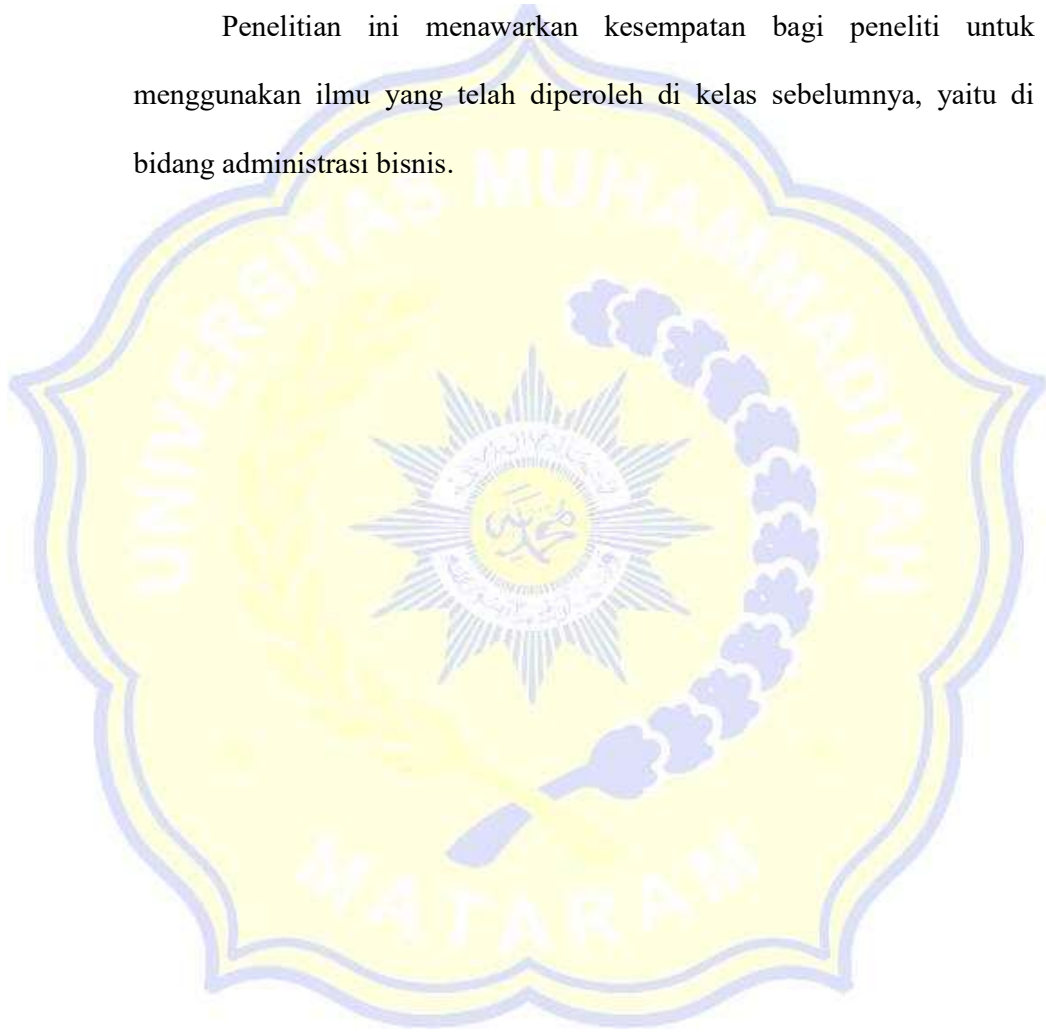 Penelitian ini menawarkan kesempatan bagi peneliti untuk
menggunakan ilmu yang telah diperoleh di kelas sebelumnya, yaitu di
bidang administrasi bisnis.
UNIVERSITAS MUHAMMADIYAH
MATARAM